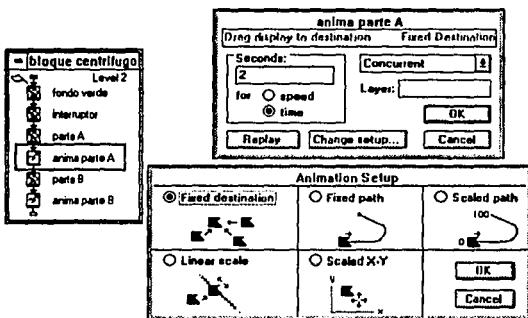 bloque centrífugo
Level 2
fondo verde
interruptor
parte A
anima parte A
parte B
anima parte B
anima parte A
Drag display to destination Fixed Destination
Seconds:
2
for speed
time
Concurrent
Layer:
OK
Replay Change setup... Cancel
Animation Setup
Fixed destination Fixed path Scaled path
100
0
Linear scale Scaled X-Y
Y
X
OK
Cancel